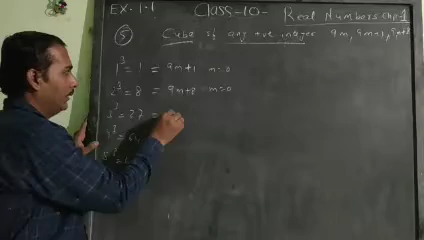 EX. 1.1 Class-10- Real Numbers Chp.1
⑤ Cube of any +ve integer 9m, 9m+1, 9m+8
1³ = 1 = 9m+1 m=0
2³ = 8 = 9m+8 m=0
3³ = 27 =